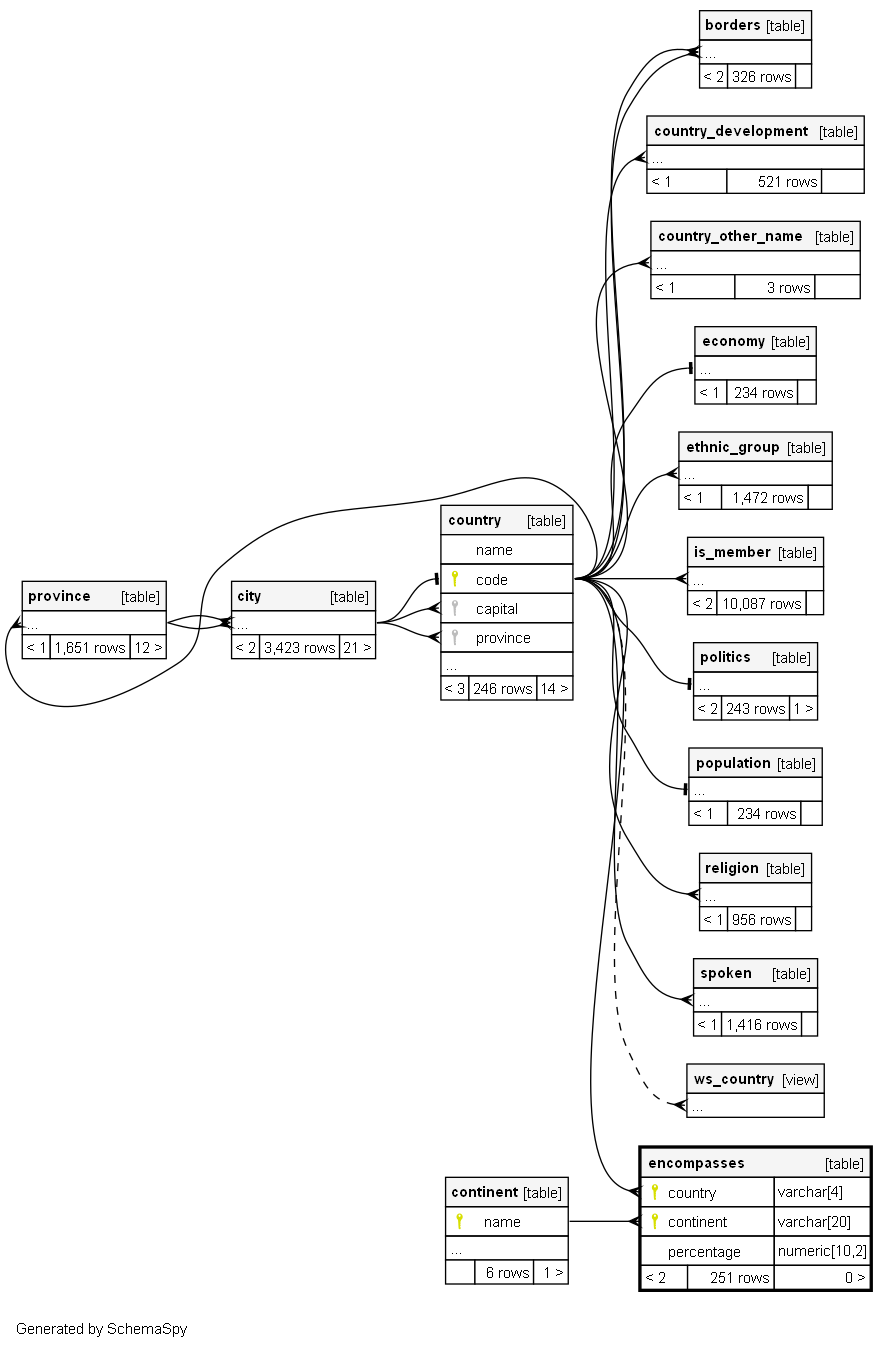 borders [table]
...
< 2 326 rows
country_development [table]
...
< 1 521 rows
country_other_name [table]
...
< 1 3 rows
economy [table]
...
< 1 234 rows
ethnic_group [table]
...
< 1 1,472 rows
is_member [table]
...
< 2 10,087 rows
province [table]
...
< 1 1,651 rows 12 >
city [table]
...
< 2 3,423 rows 21 >
country [table]
name
code
capital
province
...
< 3 246 rows 14 >
politics [table]
...
< 2 243 rows 1 >
population [table]
...
< 1 234 rows
religion [table]
...
< 1 956 rows
spoken [table]
...
< 1 1,416 rows
ws_country [view]
...
continent [table]
name
...
6 rows 1 >
encompasses [table]
country varchar[4]
continent varchar[20]
percentage numeric[10,2]
< 2 251 rows 0 >
Generated by SchemaSpy